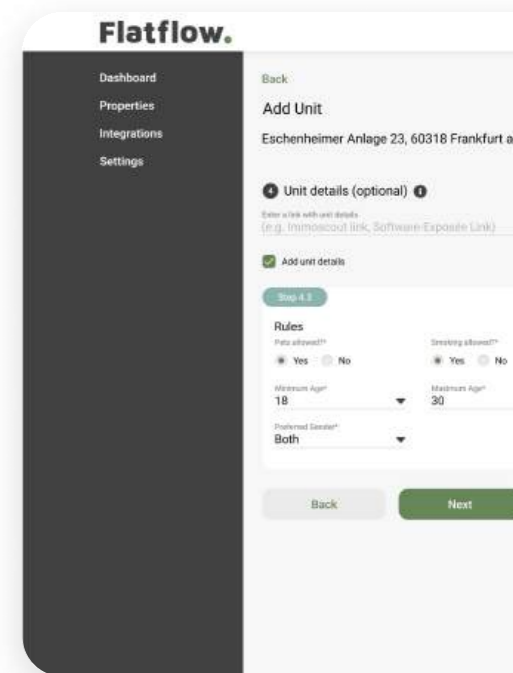 Flatflow.
Dashboard
Properties
Integrations
Settings
Back
Add Unit
Eschenheimer Anlage 23, 60318 Frankfurt a
4 Unit details (optional) i
Enter a link with unit details
(e.g. Immoscout link, Software-Exposée Link)
Add unit details
Step 4.3
Rules
Pets allowed?* Smoking allowed?*
Yes No Yes No
Minimum Age* Maximum Age*
18 30
Preferred Gender*
Both
Back Next